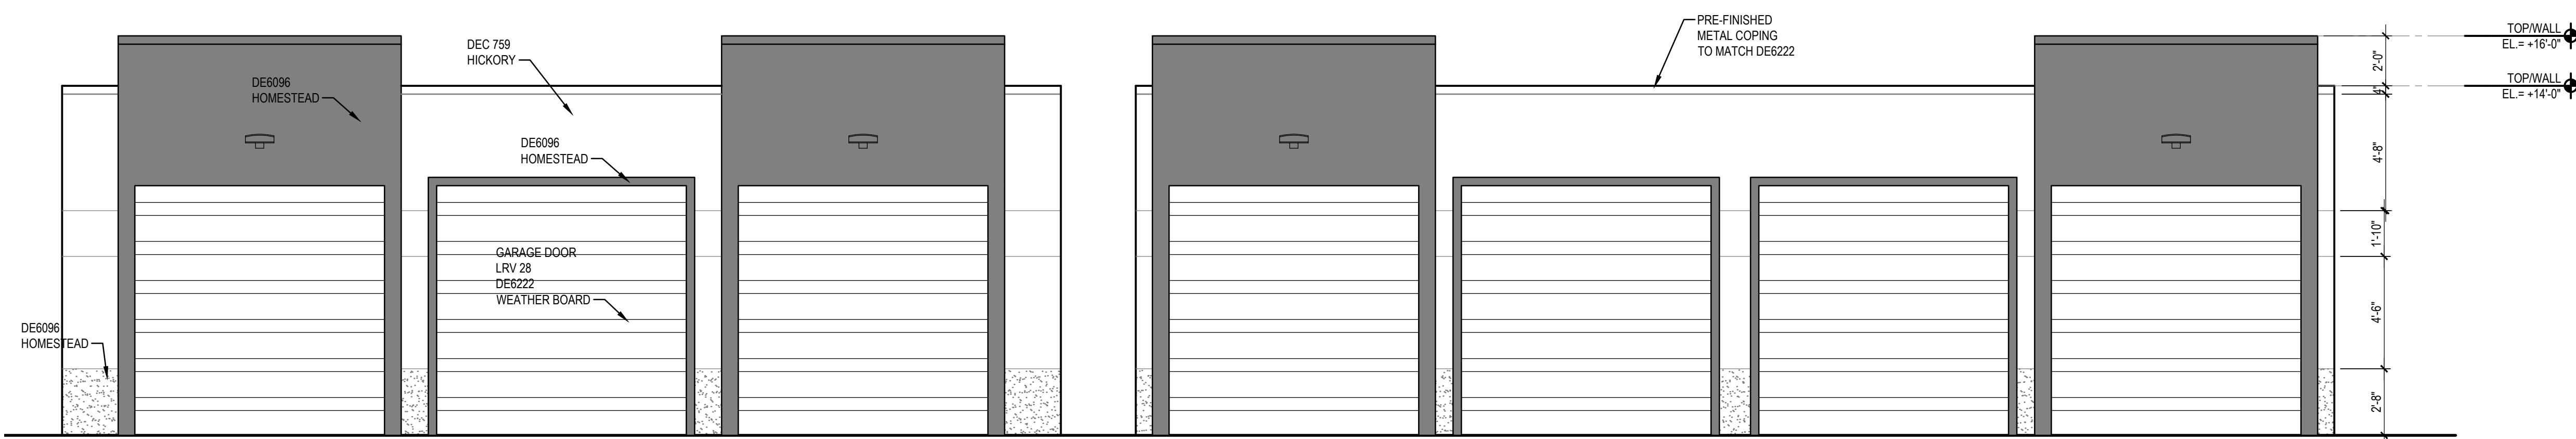 DEC 759
HICKORY
DE6096
HOMESTEAD
DE6096
HOMESTEAD
GARAGE DOOR
LRV 28
DE6222
WEATHER BOARD
DE6096
HOMESTEAD
PRE-FINISHED
METAL COPING
TO MATCH DE6222
TOP/WALL
EL.= +16'-0"
TOP/WALL
EL.= +14'-0"
2'-0"
4"
4'-8"
1'-10"
4'-6"
2'-8"